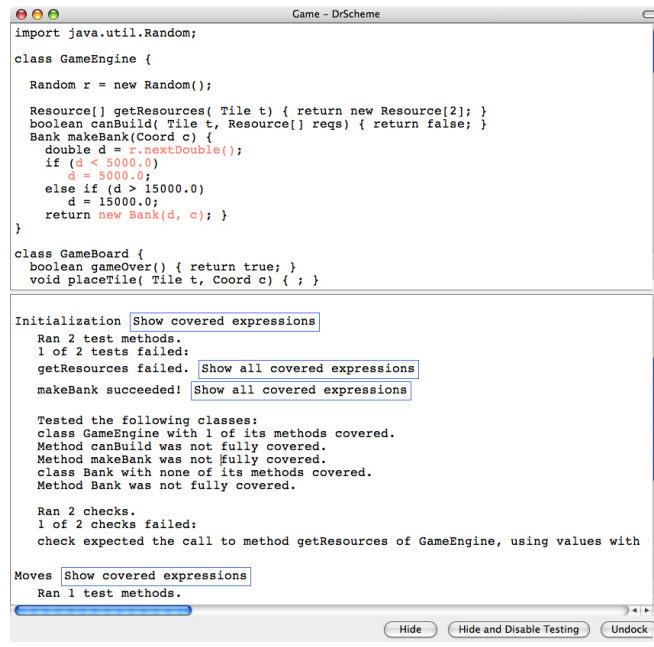 Game - DrScheme
import java.util.Random;
class GameEngine {
Random r = new Random();
Resource[] getResources( Tile t) { return new Resource[2]; }
boolean canBuild( Tile t, Resource[] reqs) { return false; }
Bank makeBank(Coord c) {
double d = r.nextDouble();
if (d < 5000.0)
d = 5000.0;
else if (d > 15000.0)
d = 15000.0;
return new Bank(d, c); }
}
class GameBoard {
boolean gameOver() { return true; }
void placeTile( Tile t, Coord c) { ; }
Initialization Show covered expressions
Ran 2 test methods.
1 of 2 tests failed:
getResources failed. Show all covered expressions
makeBank succeeded! Show all covered expressions
Tested the following classes:
class GameEngine with 1 of its methods covered.
Method canBuild was not fully covered.
Method makeBank was not fully covered.
class Bank with none of its methods covered.
Method Bank was not fully covered.
Ran 2 checks.
1 of 2 checks failed:
check expected the call to method getResources of GameEngine, using values with
Moves Show covered expressions
Ran 1 test methods.
Hide Hide and Disable Testing Undock